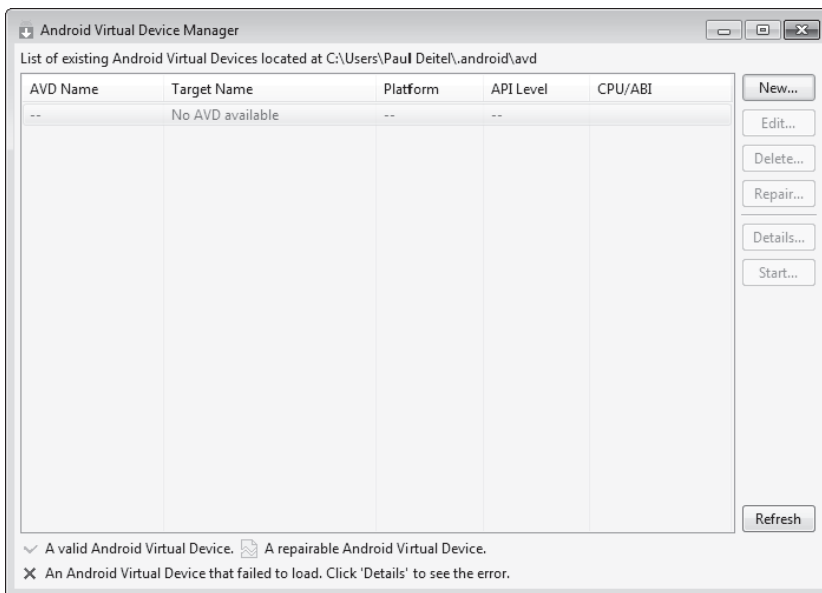 Android Virtual Device Manager
List of existing Android Virtual Devices located at C:\Users\Paul Deitel\.android\avd
AVD Name Target Name Platform API Level CPU/ABI
-- No AVD available -- --
New...
Edit...
Delete...
Repair...
Details...
Start...
Refresh
A valid Android Virtual Device. A repairable Android Virtual Device.
An Android Virtual Device that failed to load. Click 'Details' to see the error.